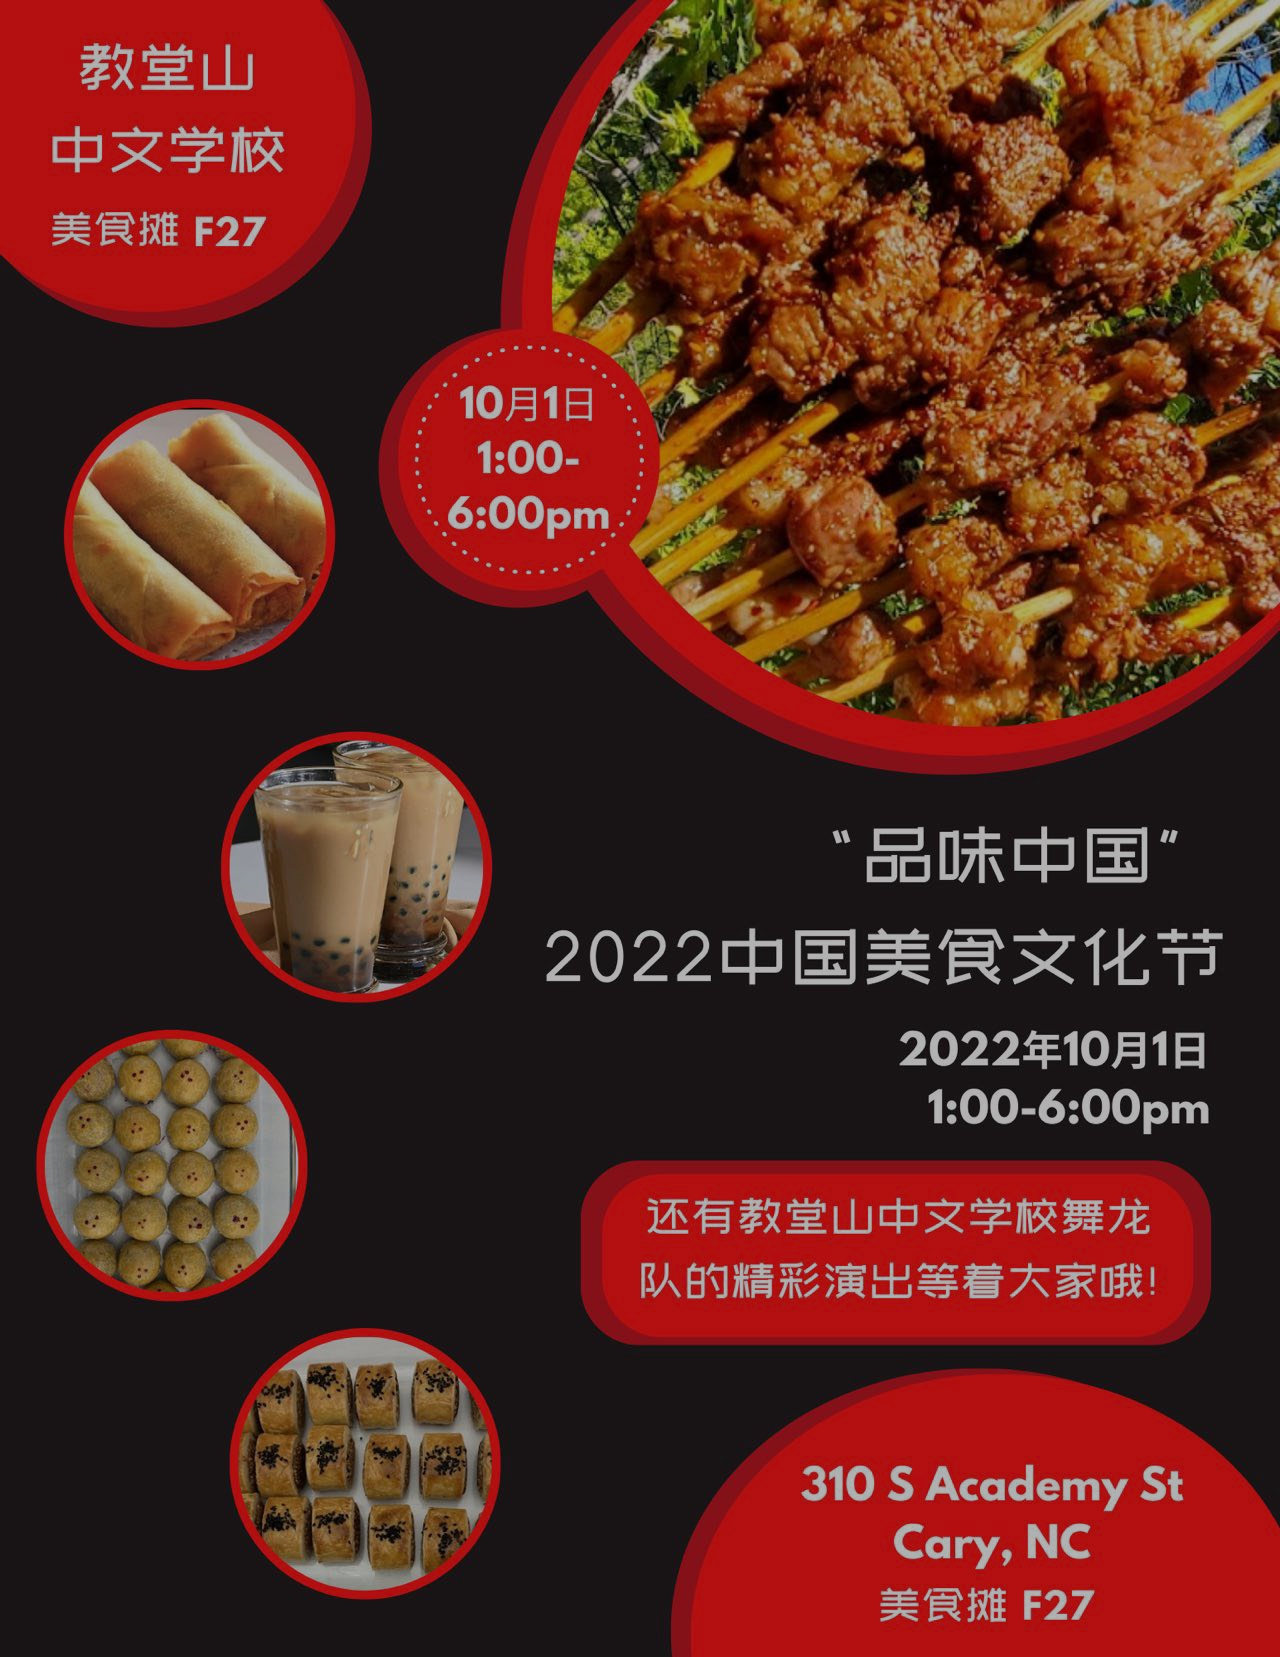 教堂山
中文学校
美食摊 F27
10月1日
1:00-
6:00pm
“品味中国”
2022中国美食文化节
2022年10月1日
1:00-6:00pm
还有教堂山中文学校舞龙
队的精彩演出等着大家哦!
310 S Academy St
Cary, NC
美食摊 F27